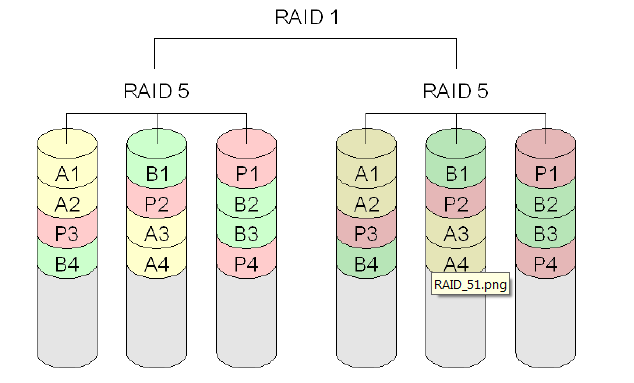 RAID 1
RAID 5 RAID 5
A1 B1 P1 A1 B1 P1
A2 P2 B2 A2 P2 B2
P3 A3 B3 P3 A3 B3
B4 A4 P4 B4 A4 P4
RAID_51.png